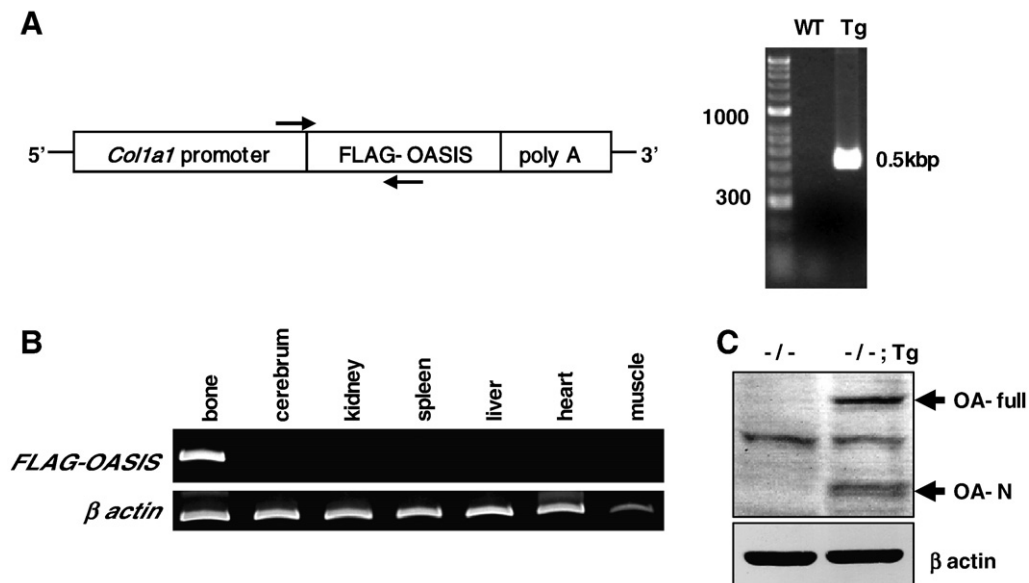 A
WT Tg
5’ Col1a1 promoter FLAG- OASIS poly A 3’
1000
0.5kbp
300
B
bone cerebrum kidney spleen liver heart muscle
FLAG-OASIS
β actin
C
- / - - / - ; Tg
OA- full
OA- N
β actin